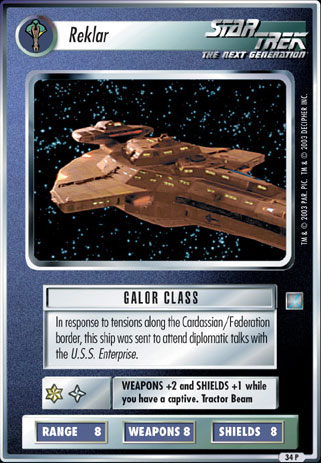 Reklar
STAR TREK
THE NEXT GENERATION
TM & © 2003 PAR. PIC. TM & © 2003 DECIPHER INC.
GALOR CLASS
In response to tensions along the Cardassian/Federation
border, this ship was sent to attend diplomatic talks with
the U.S.S. Enterprise.
WEAPONS +2 and SHIELDS +1 while
you have a captive. Tractor Beam
RANGE 8 WEAPONS 8 SHIELDS 8
34 P